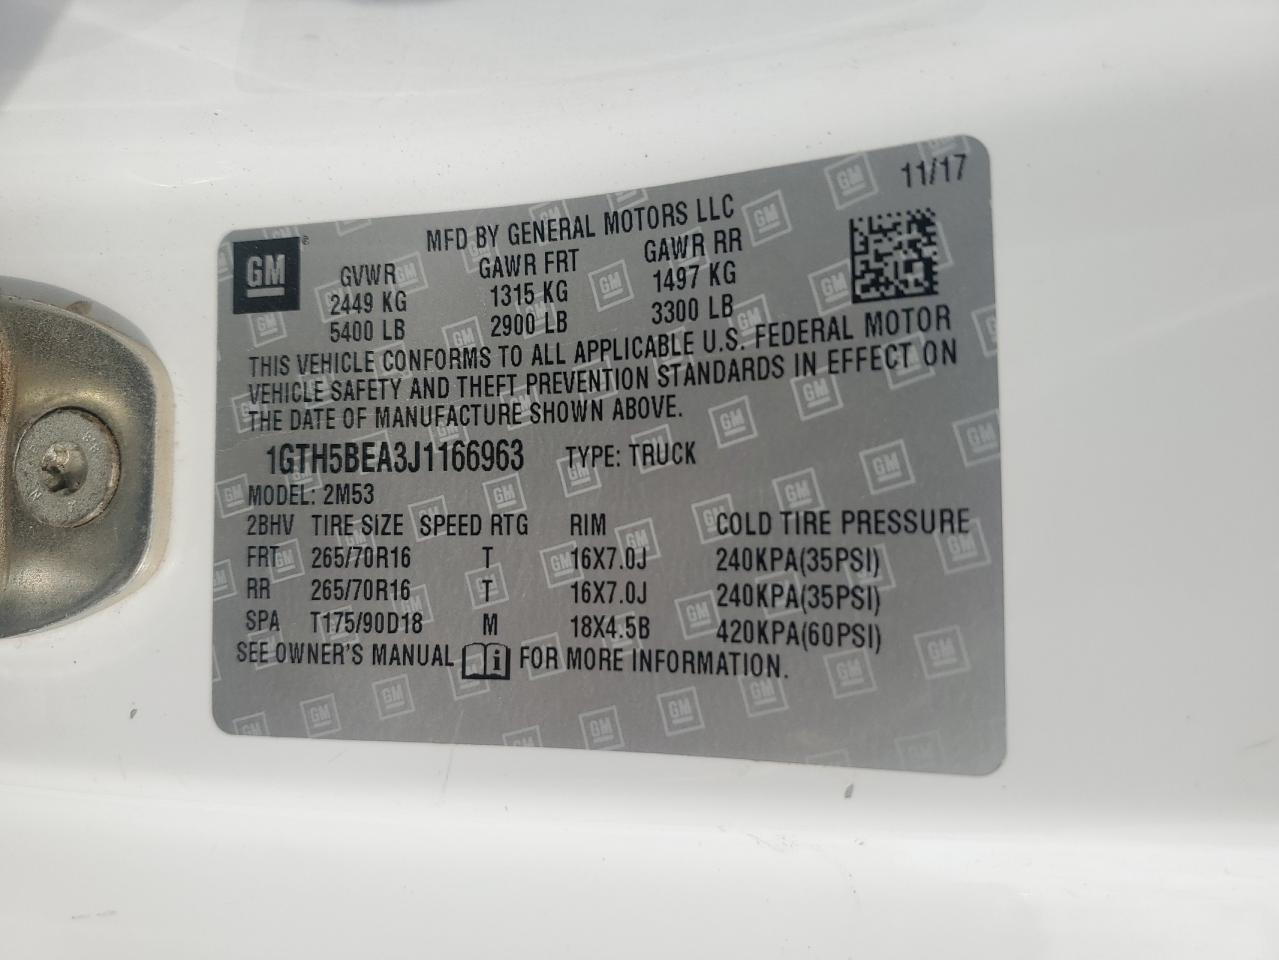 11/17
GM
MFD BY GENERAL MOTORS LLC
GVWR GAWR FRT GAWR RR
2449 KG 1315 KG 1497 KG
5400 LB 2900 LB 3300 LB
THIS VEHICLE CONFORMS TO ALL APPLICABLE U.S. FEDERAL MOTOR
VEHICLE SAFETY AND THEFT PREVENTION STANDARDS IN EFFECT ON
THE DATE OF MANUFACTURE SHOWN ABOVE.
1GTH5BEA3J1166963 TYPE: TRUCK
MODEL: 2M53
2BHV TIRE SIZE SPEED RTG RIM COLD TIRE PRESSURE
FRT 265/70R16 T 16X7.0J 240KPA(35PSI)
RR 265/70R16 T 16X7.0J 240KPA(35PSI)
SPA T175/90D18 M 18X4.5B 420KPA(60PSI)
SEE OWNER'S MANUAL i FOR MORE INFORMATION.